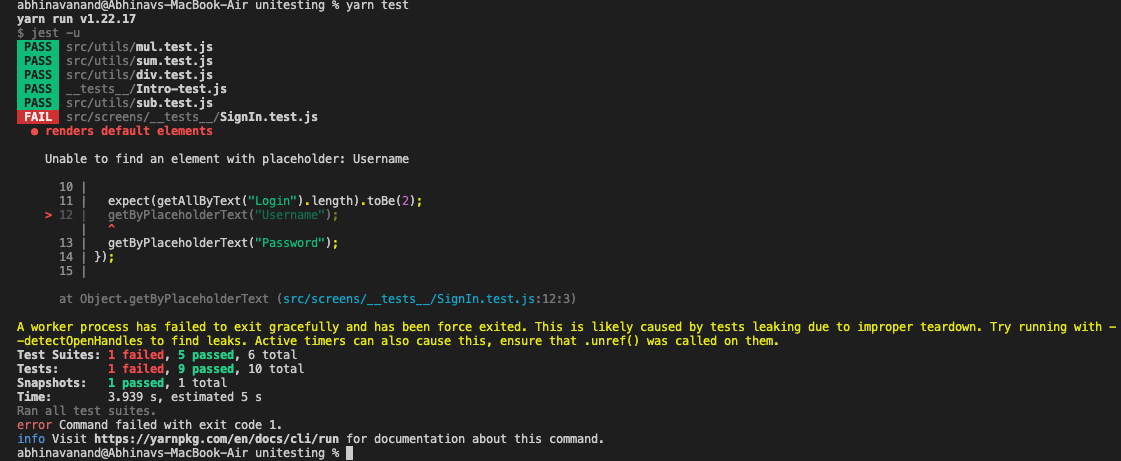 abhinavanand@Abhinavs-MacBook-Air unitesting % yarn test
yarn run v1.22.17
$ jest -u
PASS src/utils/mul.test.js
PASS src/utils/sum.test.js
PASS src/utils/div.test.js
PASS __tests__/Intro-test.js
PASS src/utils/sub.test.js
FAIL src/screens/__tests__/SignIn.test.js
● renders default elements
Unable to find an element with placeholder: Username
10 |
11 | expect(getAllByText("Login").length).toBe(2);
> 12 | getByPlaceholderText("Username");
| ^
13 | getByPlaceholderText("Password");
14 | });
15 |
at Object.getByPlaceholderText (src/screens/__tests__/SignIn.test.js:12:3)
A worker process has failed to exit gracefully and has been force exited. This is likely caused by tests leaking due to improper teardown. Try running with -
-detectOpenHandles to find leaks. Active timers can also cause this, ensure that .unref() was called on them.
Test Suites: 1 failed, 5 passed, 6 total
Tests: 1 failed, 9 passed, 10 total
Snapshots: 1 passed, 1 total
Time: 3.939 s, estimated 5 s
Ran all test suites.
error Command failed with exit code 1.
info Visit https://yarnpkg.com/en/docs/cli/run for documentation about this command.
abhinavanand@Abhinavs-MacBook-Air unitesting %